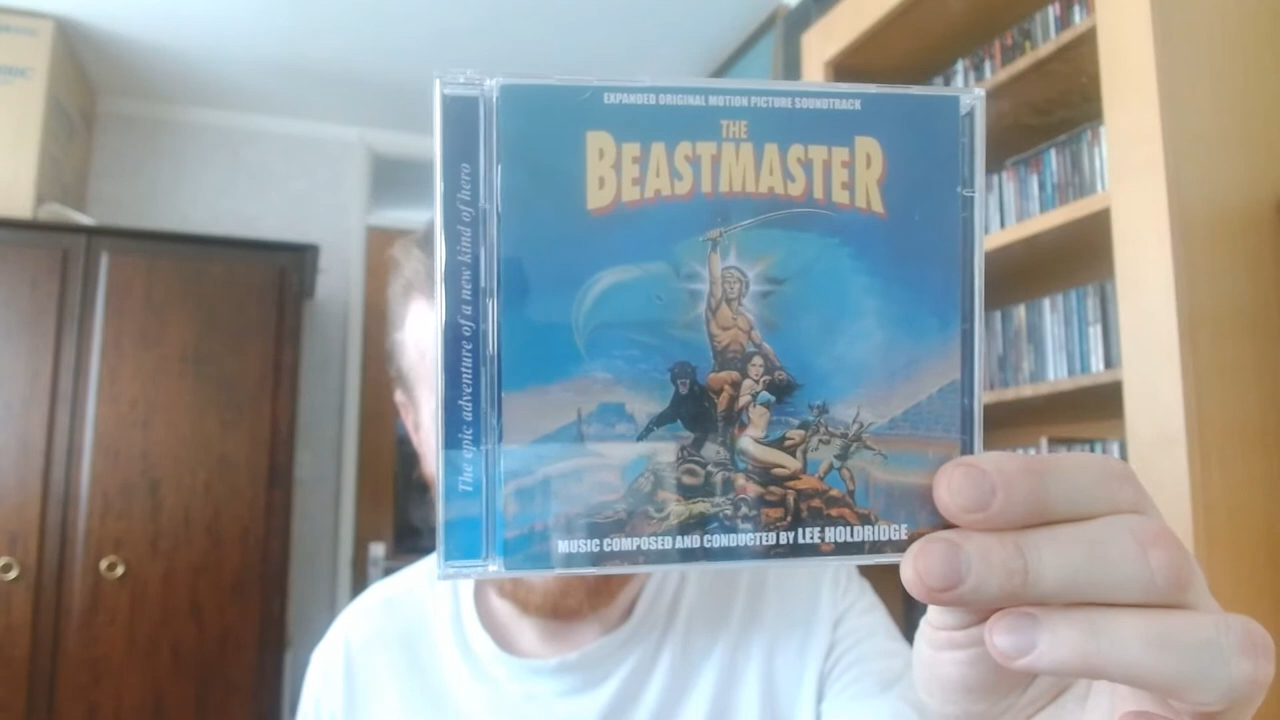 EXPANDED ORIGINAL MOTION PICTURE SOUNDTRACK
THE
BEASTMASTER
The epic adventure of a new kind of hero
MUSIC COMPOSED AND CONDUCTED BY LEE HOLDRIDGE